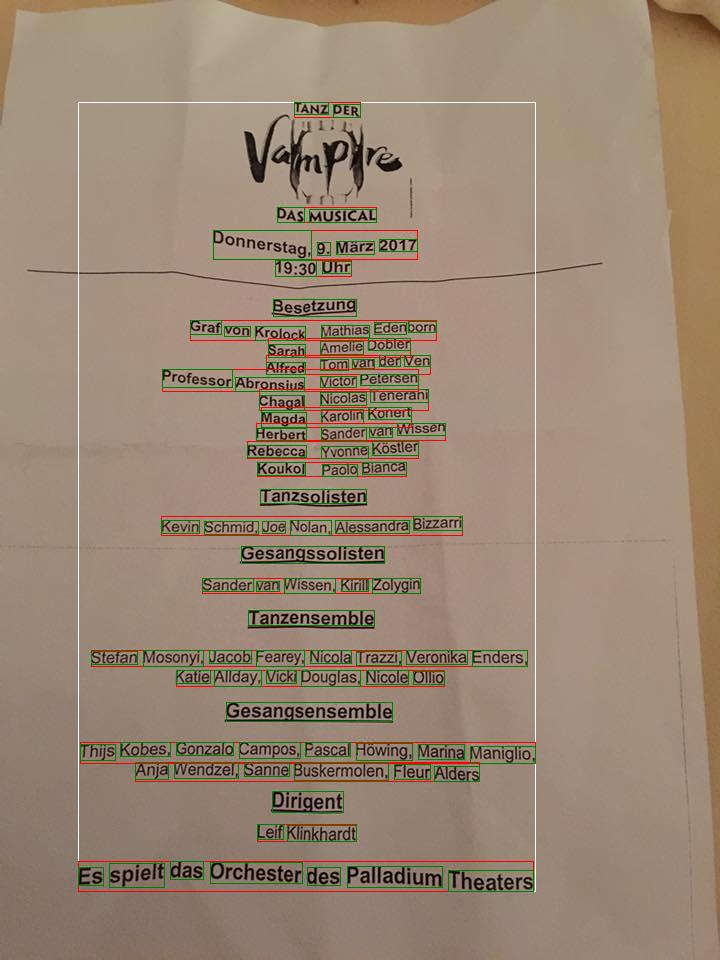 TANZ DER
Vampire
DAS MUSICAL
Donnerstag, 9. März 2017
19:30 Uhr
Besetzung
Graf von Krolock Mathias Edenborn
Sarah Amelie Dobler
Alfred Tom van der Ven
Professor Abronsius Victor Petersen
Chagal Nicolas Tenerani
Magda Karolin Konert
Herbert Sander van Wissen
Rebecca Yvonne Köstler
Koukol Paolo Bianca
Tanzsolisten
Kevin Schmid, Joe Nolan, Alessandra Bizzarri
Gesangssolisten
Sander van Wissen, Kirill Zolygin
Tanzensemble
Stefan Mosonyi, Jacob Fearey, Nicola Trazzi, Veronika Enders,
Katie Allday, Vicki Douglas, Nicole Ollio
Gesangsensemble
Thijs Kobes, Gonzalo Campos, Pascal Höwing, Marina Maniglio,
Anja Wendzel, Sanne Buskermolen, Fleur Alders
Dirigent
Leif Klinkhardt
Es spielt das Orchester des Palladium Theaters